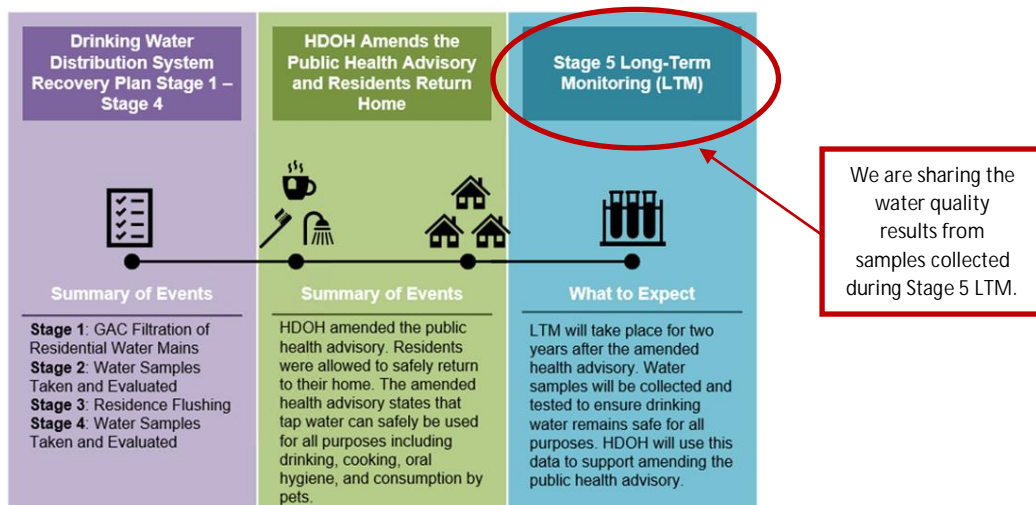 Drinking Water
Distribution System
Recovery Plan Stage 1 –
Stage 4
Summary of Events
Stage 1: GAC Filtration of
Residential Water Mains
Stage 2: Water Samples
Taken and Evaluated
Stage 3: Residence Flushing
Stage 4: Water Samples
Taken and Evaluated
HDOH Amends the
Public Health Advisory
and Residents Return
Home
Summary of Events
HDOH amended the public
health advisory. Residents
were allowed to safely return
to their home. The amended
health advisory states that
tap water can safely be used
for all purposes including
drinking, cooking, oral
hygiene, and consumption by
pets.
Stage 5 Long-Term
Monitoring (LTM)
What to Expect
LTM will take place for two
years after the amended
health advisory. Water
samples will be collected and
tested to ensure drinking
water remains safe for all
purposes. HDOH will use this
data to support amending the
public health advisory.
We are sharing the
water quality
results from
samples collected
during Stage 5 LTM.